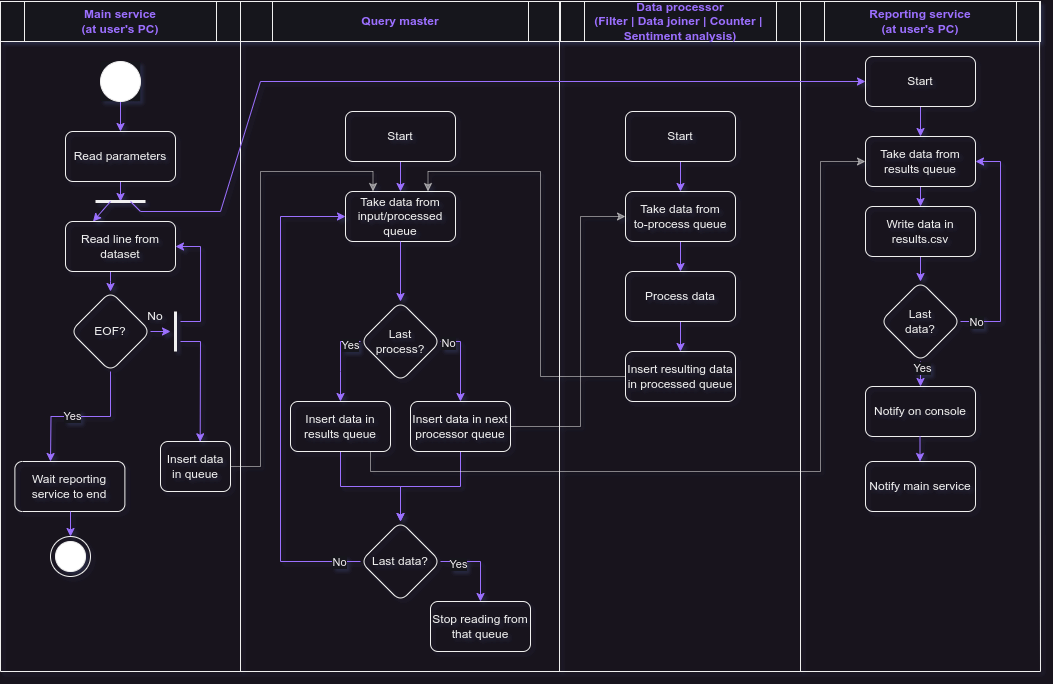 Main service
(at user's PC)
Query master
Data processor
(Filter | Data joiner | Counter |
Sentiment analysis)
Reporting service
(at user's PC)
Read parameters
Read line from
dataset
EOF?
No
Yes
Insert data
in queue
Wait reporting
service to end
Start
Take data from
input/processed
queue
Last
process?
Yes
No
Insert data in
results queue
Insert data in next
processor queue
Last data?
No
Yes
Stop reading from
that queue
Start
Take data from
to-process queue
Process data
Insert resulting data
in processed queue
Start
Take data from
results queue
Write data in
results.csv
Last
data?
No
Yes
Notify on console
Notify main service